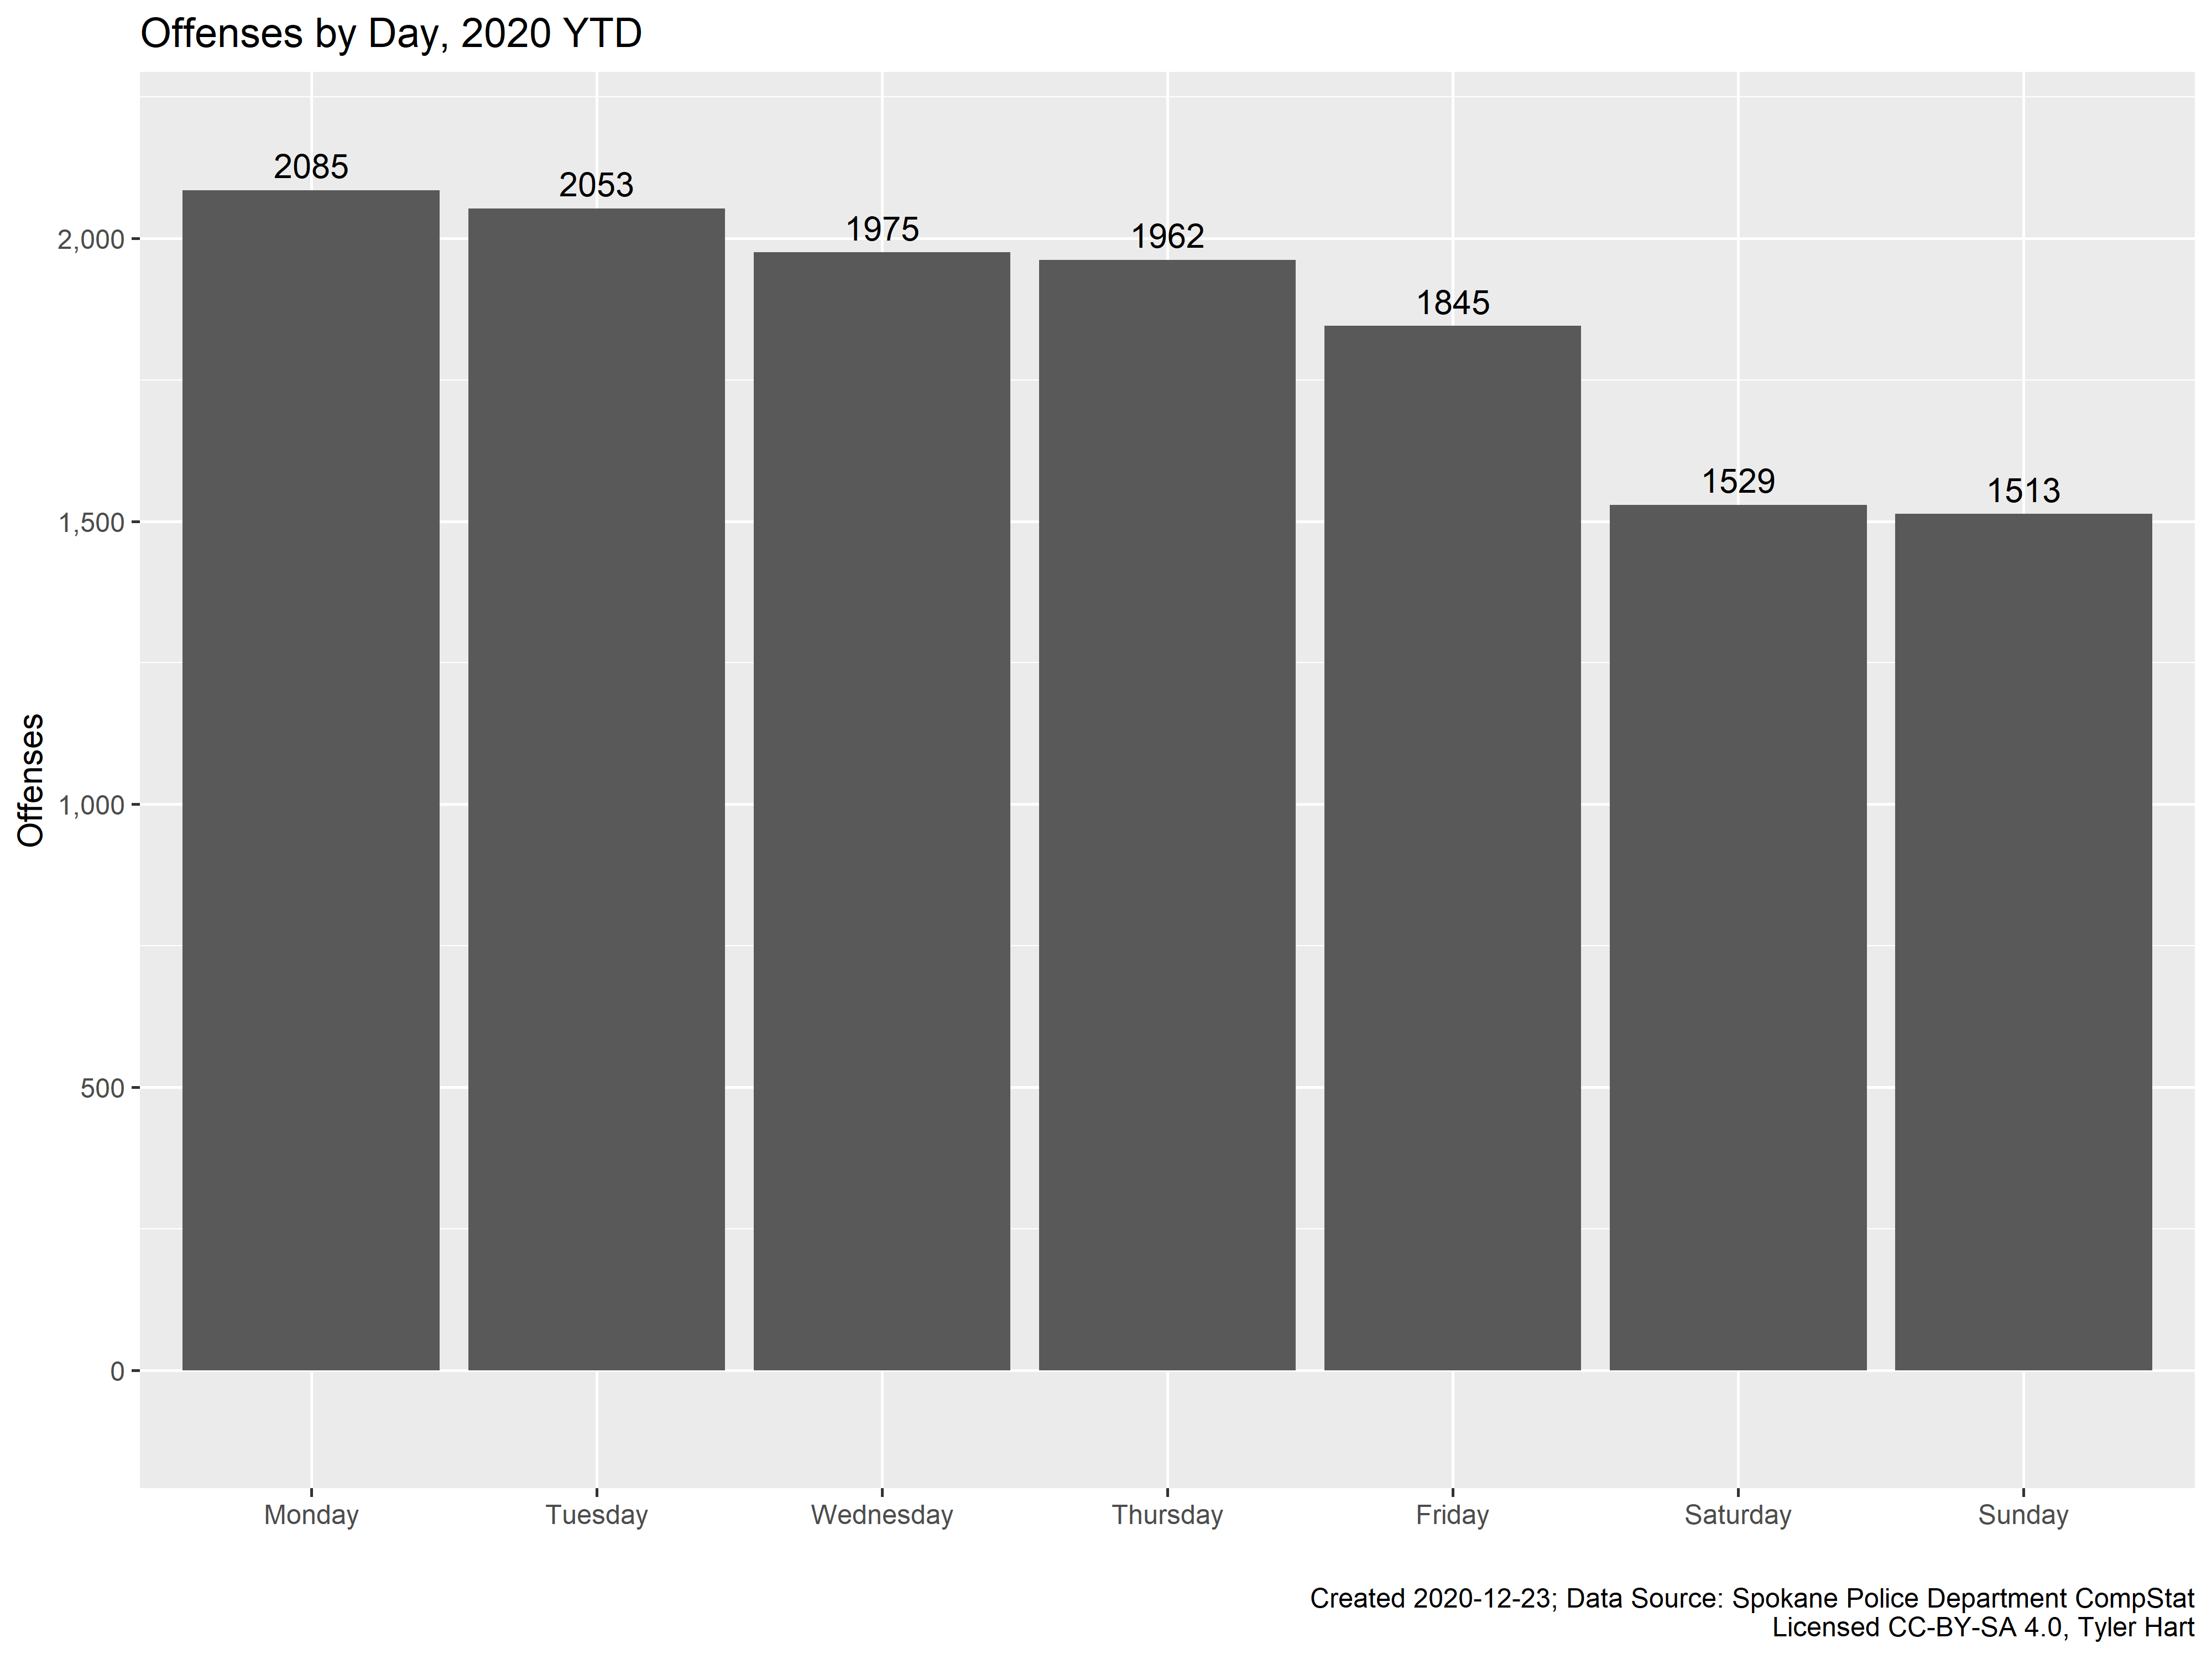 Offenses by Day, 2020 YTD
2085
2053
1975
1962
1845
1529
1513
2,000
1,500
1,000
500
0
Offenses
Monday Tuesday Wednesday Thursday Friday Saturday Sunday
Created 2020-12-23; Data Source: Spokane Police Department CompStat
Licensed CC-BY-SA 4.0, Tyler Hart